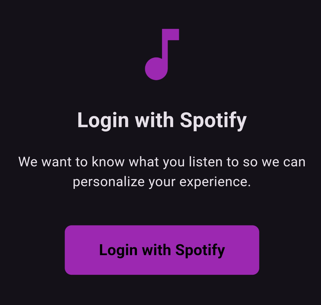 Login with Spotify
We want to know what you listen to so we can
personalize your experience.
Login with Spotify